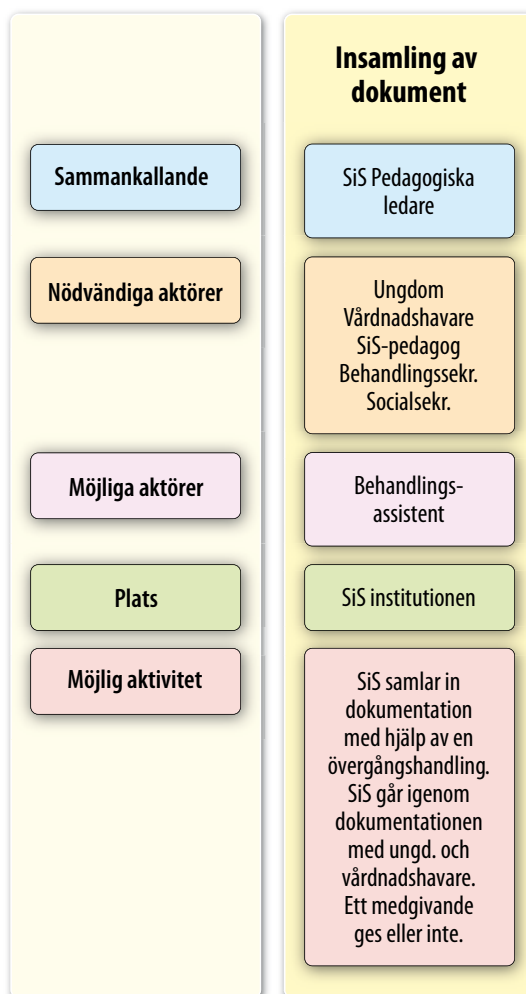 Insamling av
dokument
Sammankallande
SiS Pedagogiska
ledare
Nödvändiga aktörer
Ungdom
Vårdnadshavare
SiS-pedagog
Behandlingssekr.
Socialsekr.
Möjliga aktörer
Behandlings-
assistent
Plats
SiS institutionen
Möjlig aktivitet
SiS samlar in
dokumentation
med hjälp av en
övergångshandling.
SiS går igenom
dokumentationen
med ungd. och
vårdnadshavare.
Ett medgivande
ges eller inte.